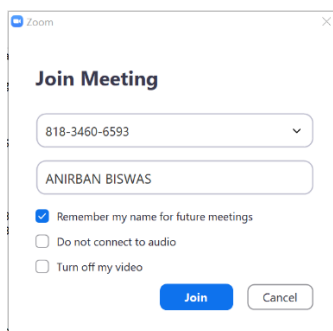 Zoom
Join Meeting
818-3460-6593
ANIRBAN BISWAS
Remember my name for future meetings
Do not connect to audio
Turn off my video
Join Cancel